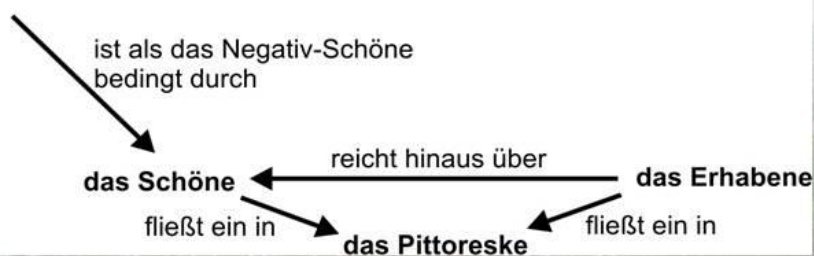 ist als das Negativ-Schöne
bedingt durch
reicht hinaus über
das Schöne
das Erhabene
fließt ein in
fließt ein in
das Pittoreske